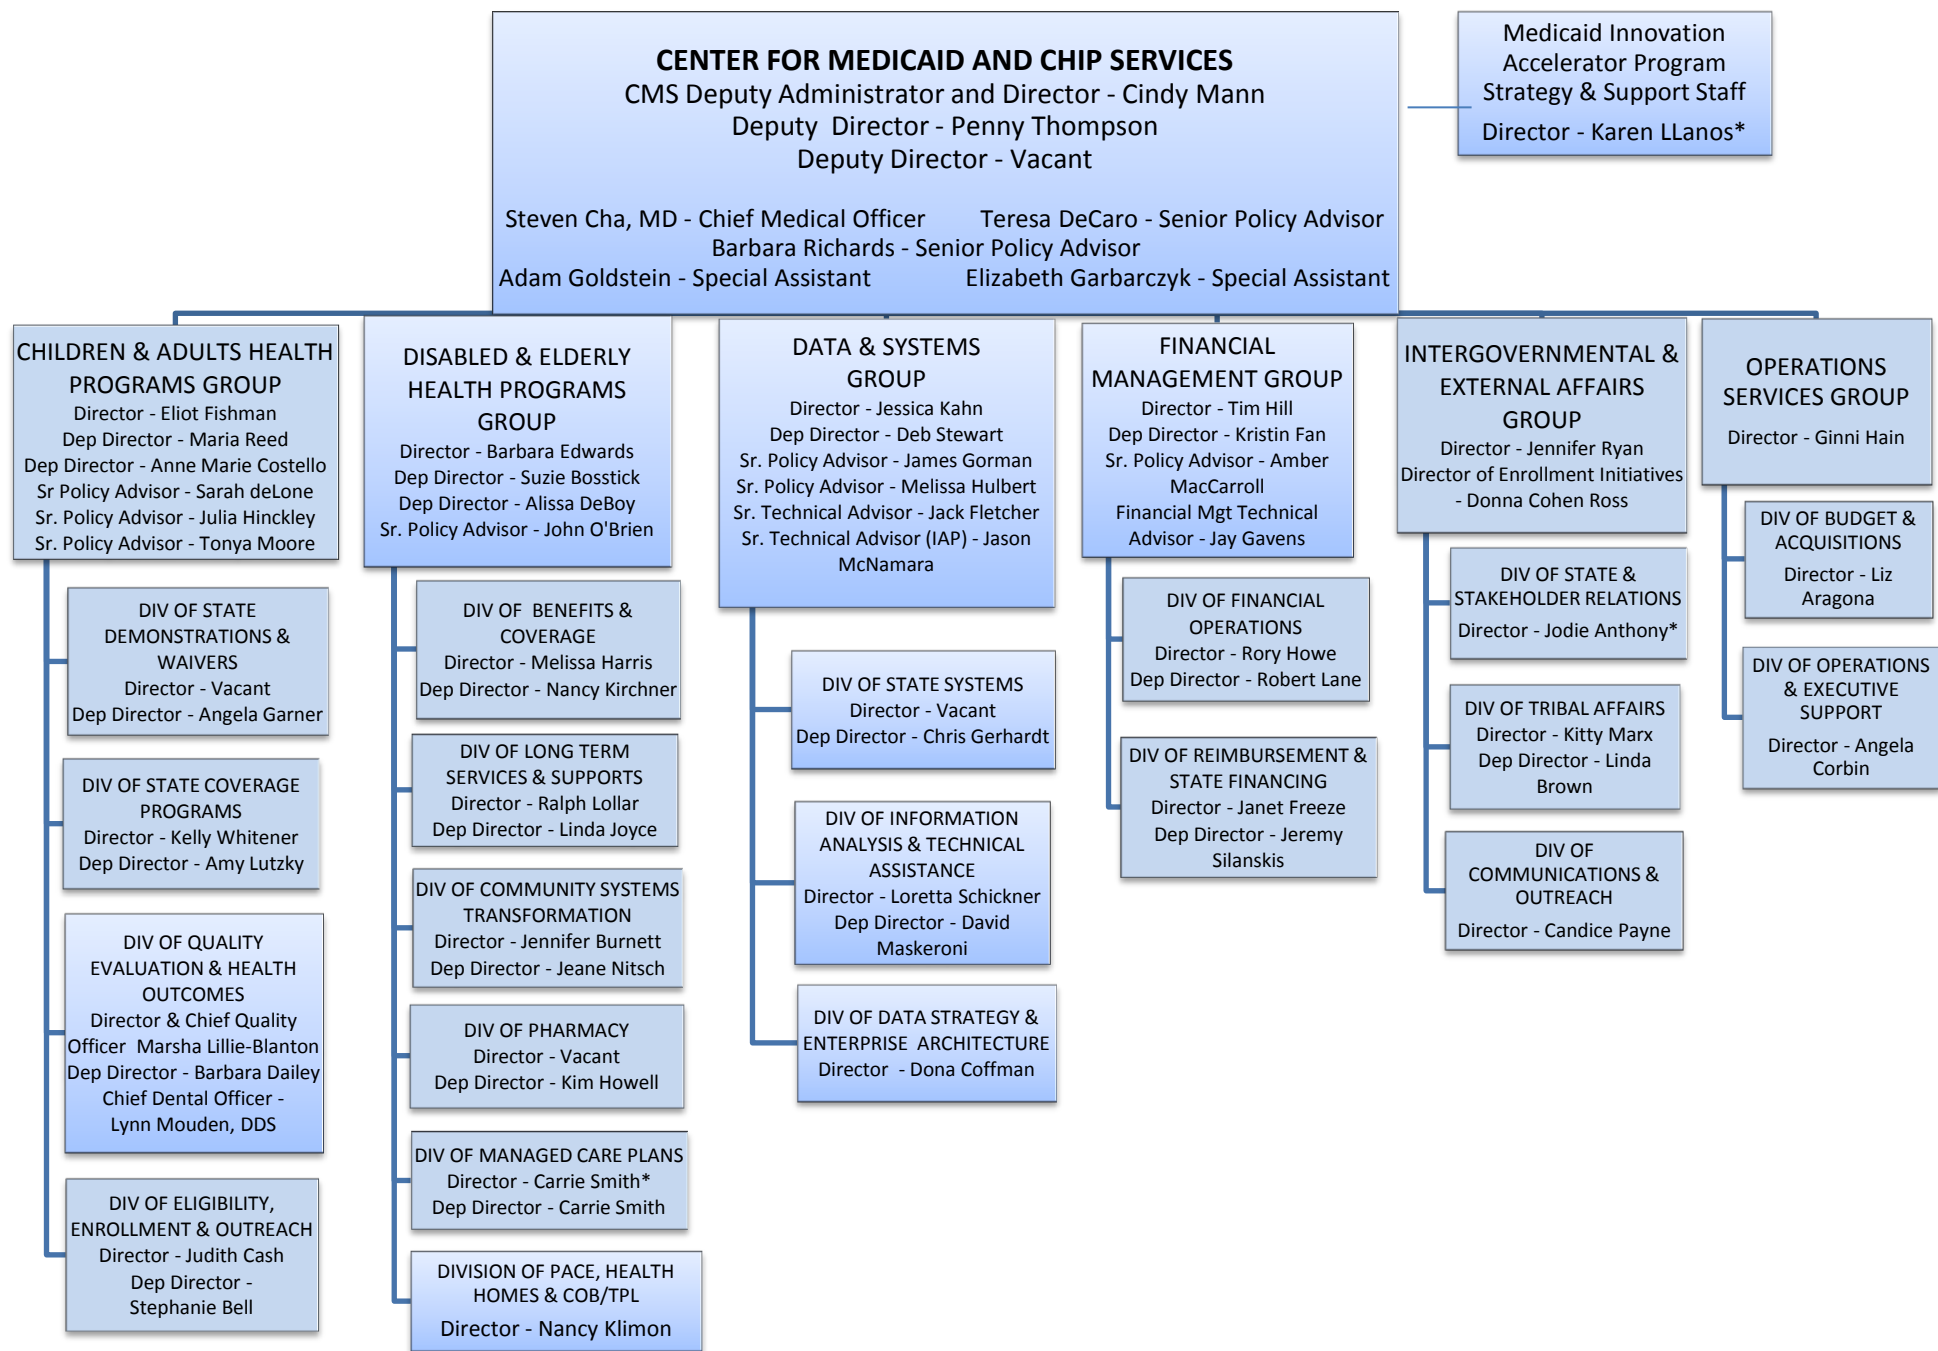 CENTER FOR MEDICAID AND CHIP SERVICES
CMS Deputy Administrator and Director - Cindy Mann
Deputy  Director - Penny Thompson
Deputy Director - Vacant
Steven Cha, MD - Chief Medical Officer        Teresa DeCaro - Senior Policy Advisor
Barbara Richards - Senior Policy Advisor
Adam Goldstein - Special Assistant        Elizabeth Garbarczyk - Special Assistant
Medicaid Innovation
Accelerator Program
Strategy & Support Staff
Director - Karen LLanos*
CHILDREN & ADULTS HEALTH
PROGRAMS GROUP
Director - Eliot Fishman
Dep Director - Maria Reed
Dep Director - Anne Marie Costello
Sr Policy Advisor - Sarah deLone
Sr. Policy Advisor - Julia Hinckley
Sr. Policy Advisor - Tonya Moore
DIV OF STATE
DEMONSTRATIONS &
WAIVERS
Director - Vacant
Dep Director - Angela Garner
DIV OF STATE COVERAGE
PROGRAMS
Director - Kelly Whitener
Dep Director - Amy Lutzky
DIV OF QUALITY
EVALUATION & HEALTH
OUTCOMES
Director & Chief Quality
Officer  Marsha Lillie-Blanton
Dep Director - Barbara Dailey
Chief Dental Officer -
Lynn Mouden, DDS
DIV OF ELIGIBILITY,
ENROLLMENT & OUTREACH
Director - Judith Cash
Dep Director -
Stephanie Bell
DISABLED & ELDERLY
HEALTH PROGRAMS
GROUP
Director - Barbara Edwards
Dep Director - Suzie Bosstick
Dep Director - Alissa DeBoy
Sr. Policy Advisor - John O'Brien
DIV OF  BENEFITS &
COVERAGE
Director - Melissa Harris
Dep Director - Nancy Kirchner
DIV OF LONG TERM
SERVICES & SUPPORTS
Director - Ralph Lollar
Dep Director - Linda Joyce
DIV OF COMMUNITY SYSTEMS
TRANSFORMATION
Director - Jennifer Burnett
Dep Director - Jeane Nitsch
DIV OF PHARMACY
Director - Vacant
Dep Director - Kim Howell
DIV OF MANAGED CARE PLANS
Director - Carrie Smith*
Dep Director - Carrie Smith
DIVISION OF PACE, HEALTH
HOMES & COB/TPL
Director - Nancy Klimon
DATA & SYSTEMS
GROUP
Director - Jessica Kahn
Dep Director - Deb Stewart
Sr. Policy Advisor - James Gorman
Sr. Policy Advisor - Melissa Hulbert
Sr. Technical Advisor - Jack Fletcher
Sr. Technical Advisor (IAP) - Jason
McNamara
DIV OF STATE SYSTEMS
Director - Vacant
Dep Director - Chris Gerhardt
DIV OF INFORMATION
ANALYSIS & TECHNICAL
ASSISTANCE
Director - Loretta Schickner
Dep Director - David
Maskeroni
DIV OF DATA STRATEGY &
ENTERPRISE  ARCHITECTURE
Director  - Dona Coffman
FINANCIAL
MANAGEMENT GROUP
Director - Tim Hill
Dep Director - Kristin Fan
Sr. Policy Advisor - Amber
MacCarroll
Financial Mgt Technical
Advisor - Jay Gavens
DIV OF FINANCIAL
OPERATIONS
Director - Rory Howe
Dep Director - Robert Lane
DIV OF REIMBURSEMENT &
STATE FINANCING
Director - Janet Freeze
Dep Director - Jeremy
Silanskis
INTERGOVERNMENTAL &
EXTERNAL AFFAIRS
GROUP
Director - Jennifer Ryan
Director of Enrollment Initiatives
- Donna Cohen Ross
DIV OF STATE &
STAKEHOLDER RELATIONS
Director - Jodie Anthony*
DIV OF TRIBAL AFFAIRS
Director - Kitty Marx
Dep Director - Linda
Brown
DIV OF
COMMUNICATIONS &
OUTREACH
Director - Candice Payne
OPERATIONS
SERVICES GROUP
Director - Ginni Hain
DIV OF BUDGET &
ACQUISITIONS
Director - Liz
Aragona
DIV OF OPERATIONS
& EXECUTIVE
SUPPORT
Director - Angela
Corbin